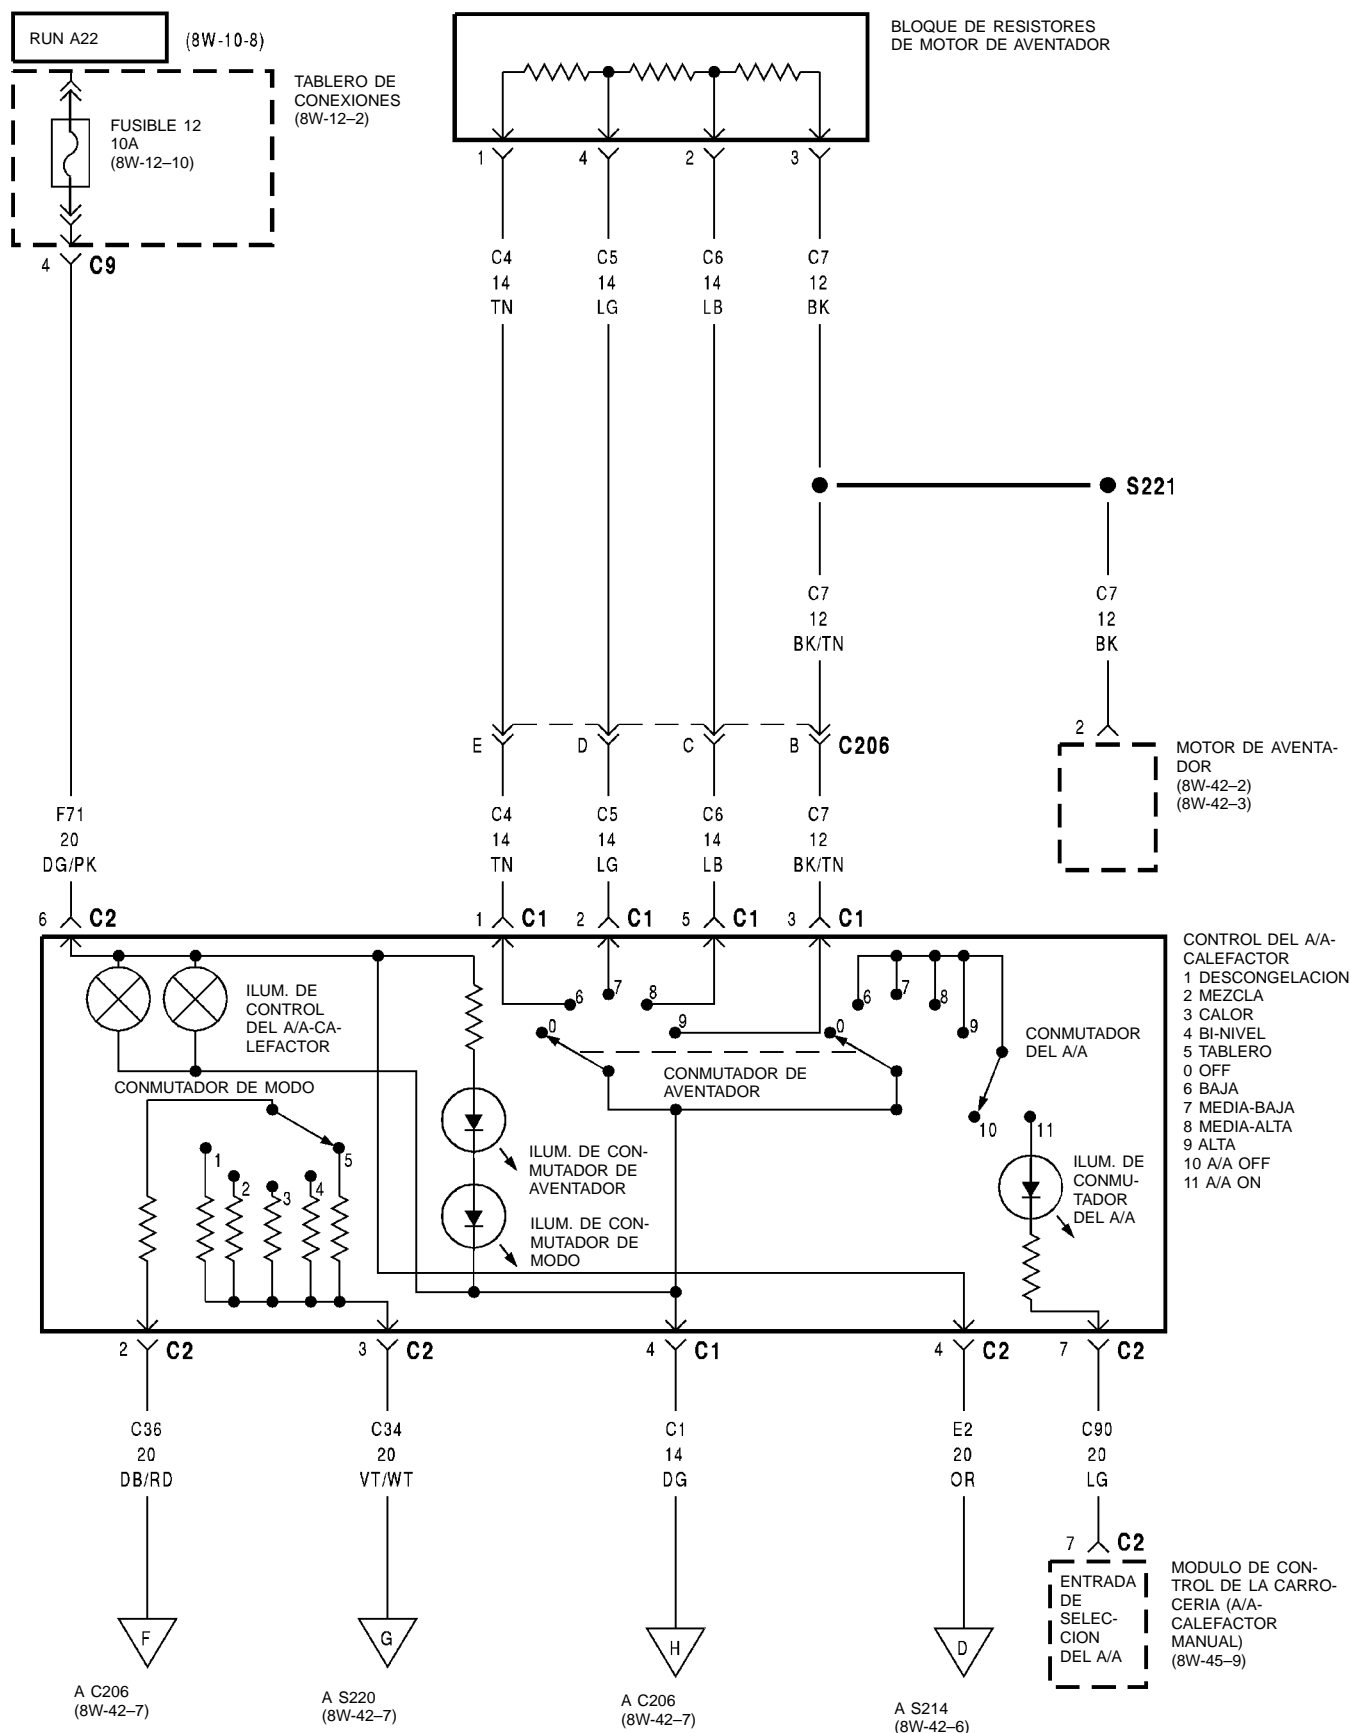 RUN A22
(8W-10-8)
TABLERO DE
CONEXIONES
(8W-12–2)
FUSIBLE 12
10A
(8W-12–10)
4 C9
BLOQUE DE RESISTORES
DE MOTOR DE AVENTADOR
1 4 2 3
C4 C5 C6 C7
14 14 14 12
TN LG LB BK
S221
C7 C7
12 12
BK/TN BK
2
E D C B C206
MOTOR DE AVENTA-
DOR
(8W-42–2)
(8W-42–3)
F71 C4 C5 C6 C7
20 14 14 14 12
DG/PK TN LG LB BK/TN
6 C2 1 C1 2 C1 5 C1 3 C1
CONTROL DEL A/A-
CALEFACTOR
1 DESCONGELACION
2 MEZCLA
3 CALOR
4 BI-NIVEL
5 TABLERO
0 OFF
6 BAJA
7 MEDIA-BAJA
8 MEDIA-ALTA
9 ALTA
10 A/A OFF
11 A/A ON
ILUM. DE
CONTROL
DEL A/A-CA-
LEFACTOR
6 7 8
0 9
6 7 8
0 9
CONMUTADOR
DEL A/A
CONMUTADOR DE
AVENTADOR
CONMUTADOR DE MODO
10 11
1 2 3 4 5
ILUM. DE CON-
MUTADOR DE
AVENTADOR
ILUM. DE CON-
MUTADOR DE
MODO
ILUM. DE
CONMU-
TADOR
DEL A/A
2 C2 3 C2 4 C1 4 C2 7 C2
C36 C34 C1 E2 C90
20 20 14 20 20
DB/RD VT/WT DG OR LG
7 C2
ENTRADA
DE
SELEC-
CION
DEL A/A
MODULO DE CON-
TROL DE LA CARRO-
CERIA (A/A-
CALEFACTOR
MANUAL)
(8W-45–9)
F G H D
A C206
(8W-42–7)
A S220
(8W-42–7)
A C206
(8W-42–7)
A S214
(8W-42–6)